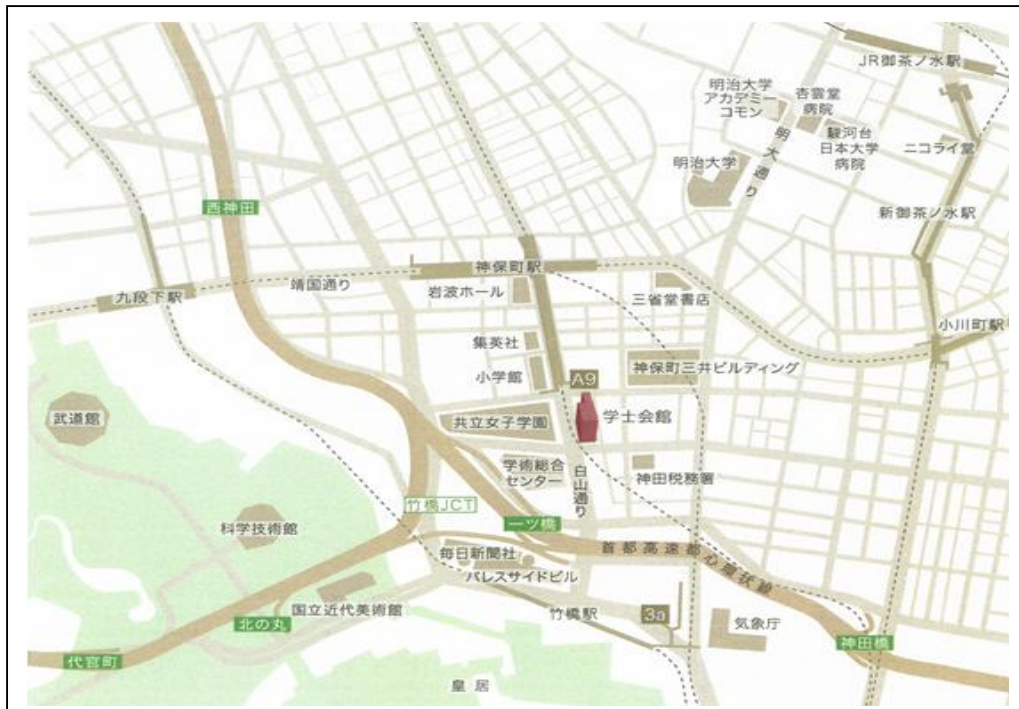 JR御茶ノ水駅
明治大学
アカデミー
コモン
杏雲堂
病院
駿河台
日本大学
病院
ニコライ堂
明治大学
明大通り
西神田
新御茶ノ水駅
神保町駅
靖国通り
九段下駅
岩波ホール
三省堂書店
小川町駅
集英社
神保町三井ビルディング
小学館
A9
学士会館
武道館
共立女子学園
学術総合
センター
白山通り
神田税務署
竹橋JCT
一ツ橋
科学技術館
毎日新聞社
パレスサイドビル
首都高速都心環状線
国立近代美術館
竹橋駅
3a
気象庁
北の丸
神田橋
代官町
皇居